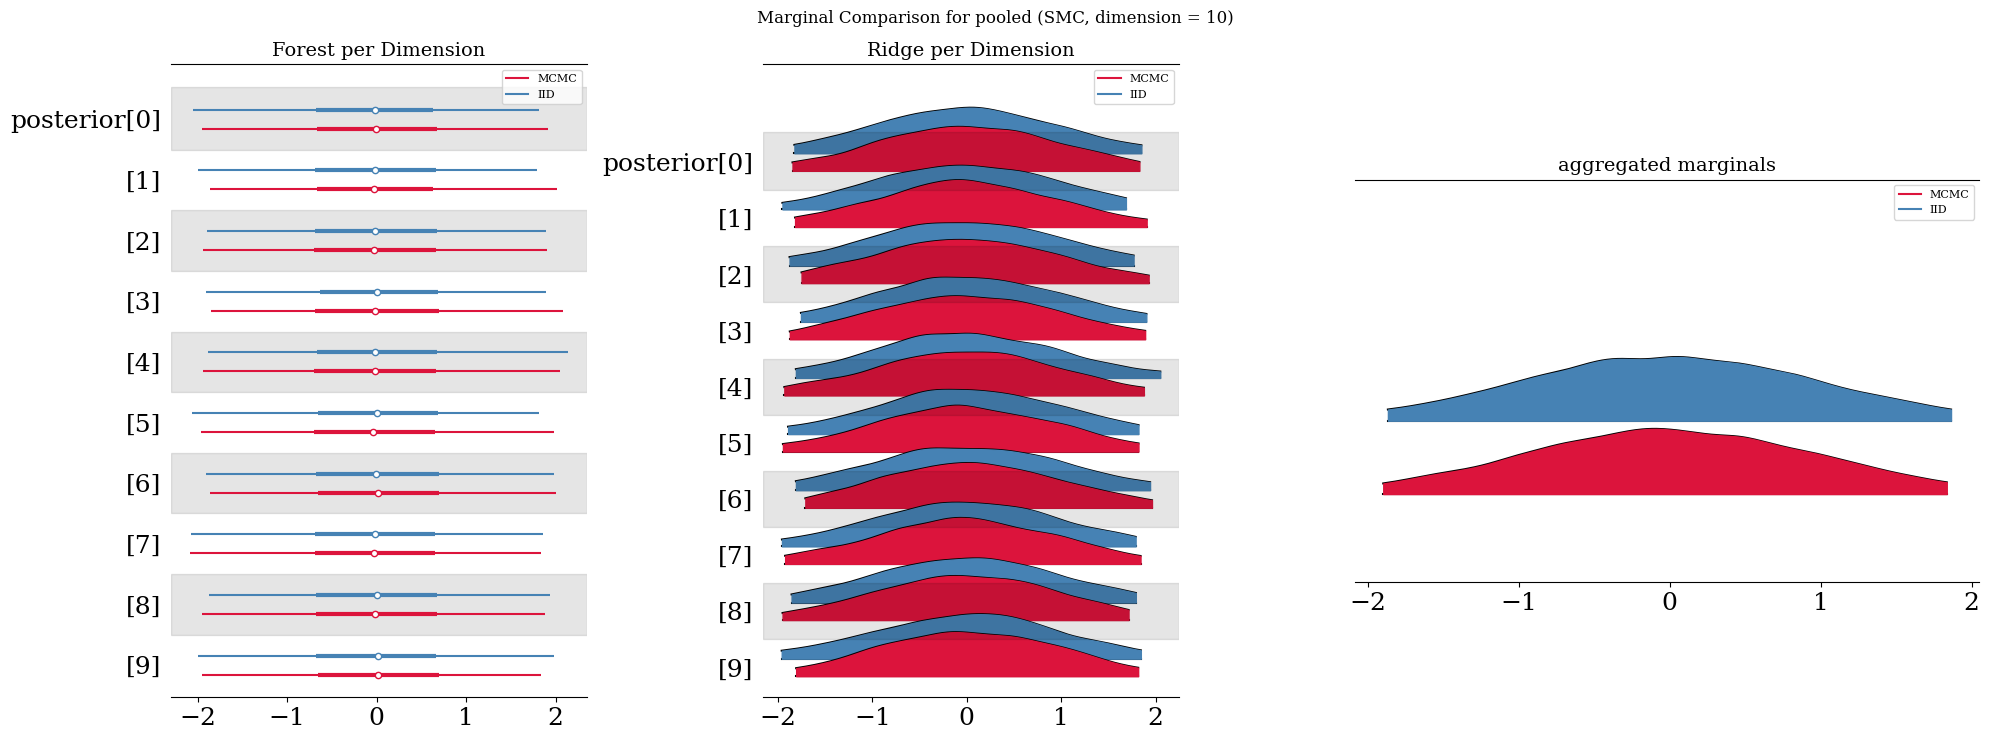 Marginal Comparison for pooled (SMC, dimension = 10)
Forest per Dimension
MCMC
IID
posterior[0]
[1]
[2]
[3]
[4]
[5]
[6]
[7]
[8]
[9]
−2 −1 0 1 2
Ridge per Dimension
MCMC
IID
posterior[0]
[1]
[2]
[3]
[4]
[5]
[6]
[7]
[8]
[9]
−2 −1 0 1 2
aggregated marginals
MCMC
IID
−2 −1 0 1 2